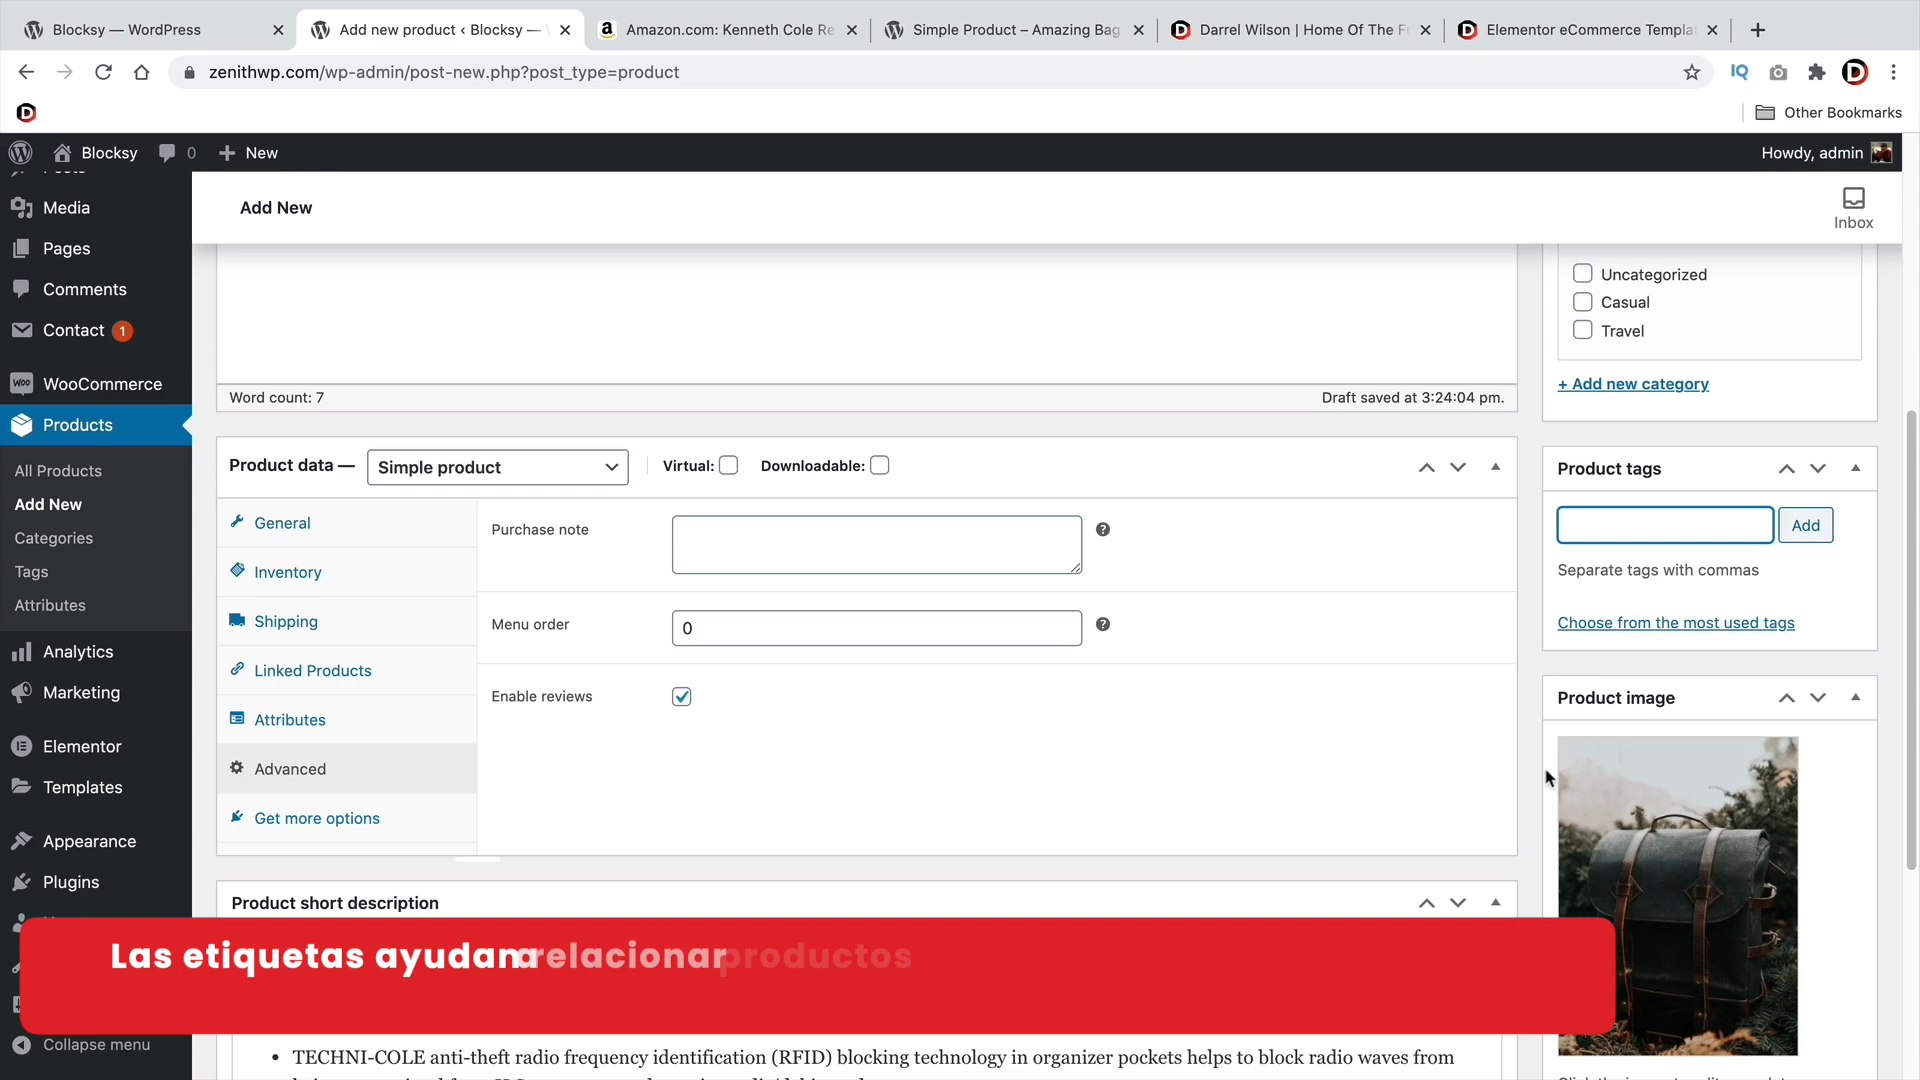 Blocksy — WordPress
Add new product ‹ Blocksy —
Amazon.com: Kenneth Cole Re
Simple Product – Amazing Bag
Darrel Wilson | Home Of The F
Elementor eCommerce Templat
zenithwp.com/wp-admin/post-new.php?post_type=product
IQ
Other Bookmarks
Blocksy
0
New
Howdy, admin
Media
Pages
Comments
Contact 1
WooCommerce
Products
All Products
Add New
Categories
Tags
Attributes
Analytics
Marketing
Elementor
Templates
Appearance
Plugins
Collapse menu
Add New
Inbox
Word count: 7
Draft saved at 3:24:04 pm.
Product data —
Simple product
Virtual:
Downloadable:
General
Inventory
Shipping
Linked Products
Attributes
Advanced
Get more options
Purchase note
Menu order
0
Enable reviews
Product short description
Las etiquetas ayudan a relacionar productos
• TECHNI-COLE anti-theft radio frequency identification (RFID) blocking technology in organizer pockets helps to block radio waves from
Uncategorized
Casual
Travel
+ Add new category
Product tags
Add
Separate tags with commas
Choose from the most used tags
Product image